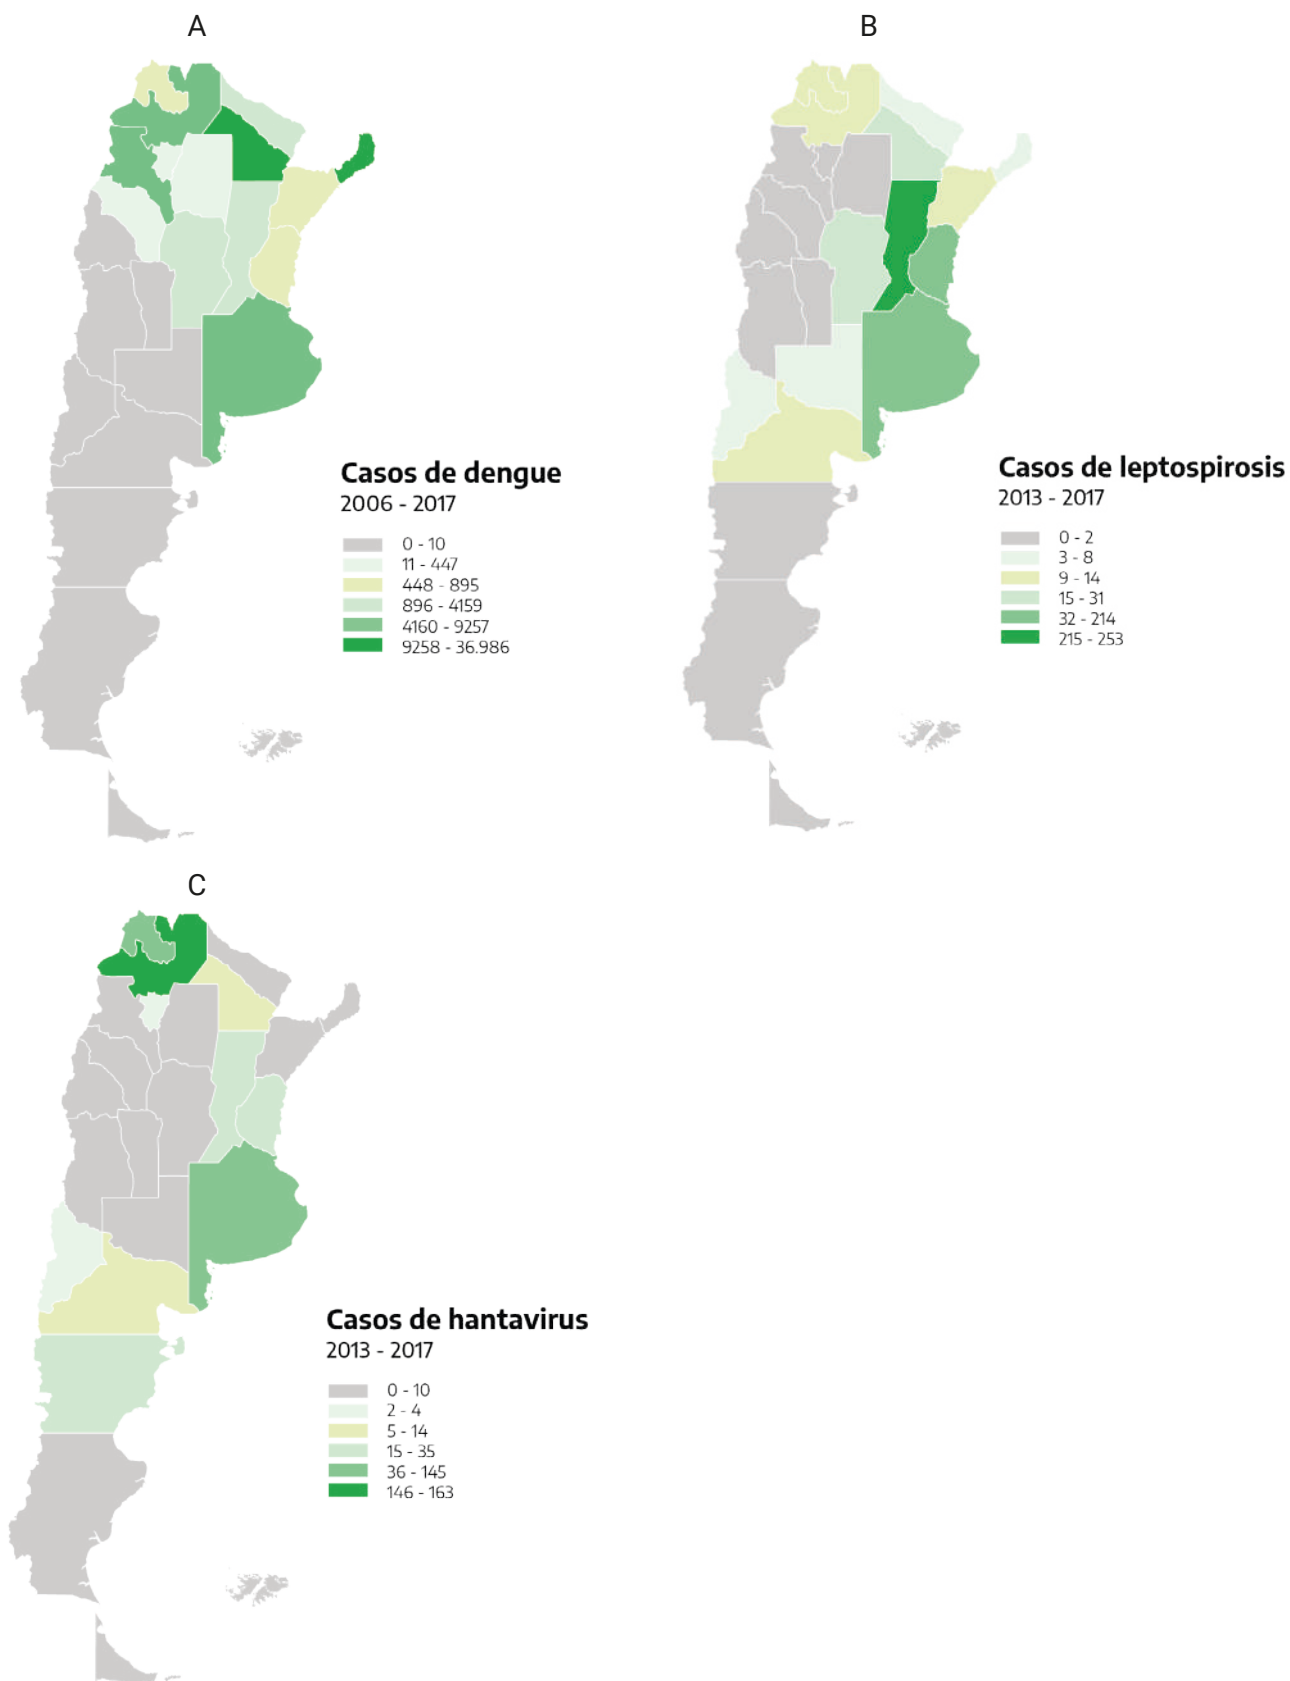 A
B
Casos de dengue
2006 - 2017
0 - 10
11 - 447
448 - 895
896 - 4159
4160 - 9257
9258 - 36.986
Casos de leptospirosis
2013 - 2017
0 - 2
3 - 8
9 - 14
15 - 31
32 - 214
215 - 253
C
Casos de hantavirus
2013 - 2017
0 - 10
2 - 4
5 - 14
15 - 35
36 - 145
146 - 163